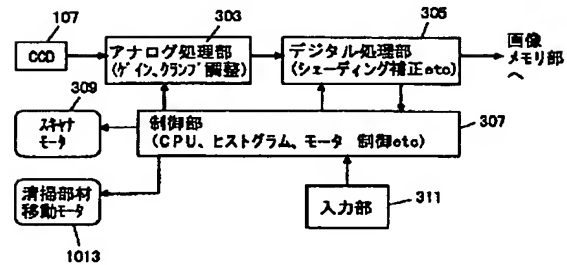 107
303
305
CCD
アナログ処理部
(ゲイン、クランプ調整)
デジタル処理部
(シェーディング補正etc)
画像
メモリ部
へ
309
スキャナ
モータ
制御部
(CPU、ヒストグラム、モータ 制御etc)
307
清掃部材
移動モータ
1013
入力部
311